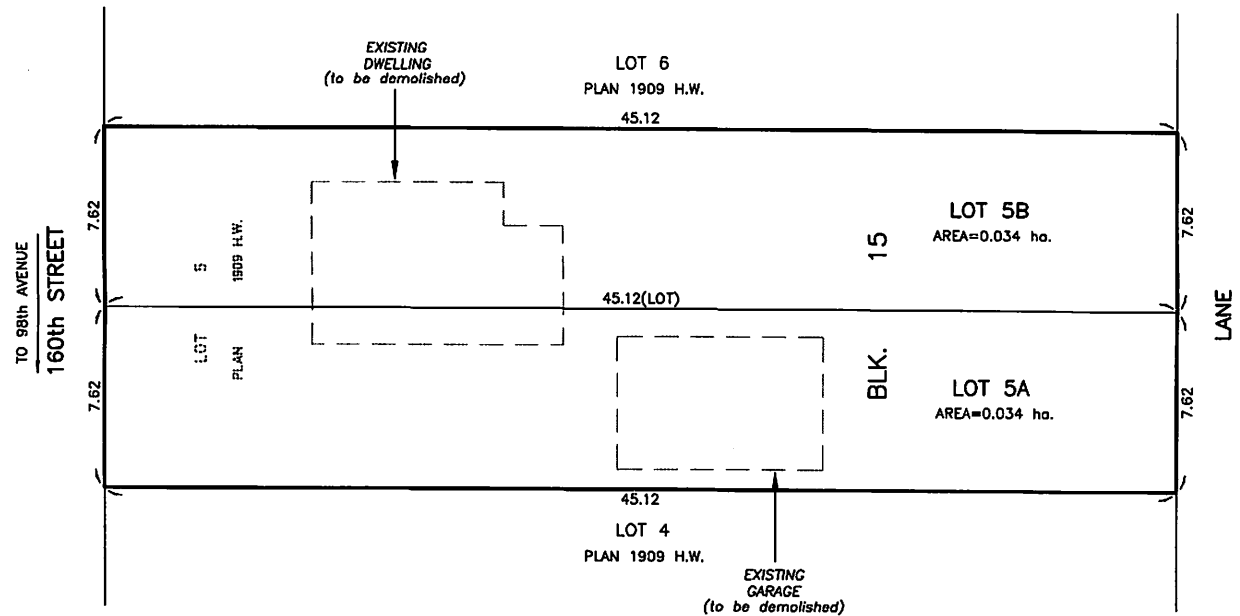 EXISTING
DWELLING
(to be demolished)
LOT 6
PLAN 1909 H.W.
45.12
TO 98th AVENUE
160th STREET
7.62
7.62
LOT 5
PLAN 1909 H.W.
BLK. 15
LOT 5B
AREA=0.034 ha.
7.62
LANE
45.12(LOT)
7.62
LOT 5A
AREA=0.034 ha.
45.12
LOT 4
PLAN 1909 H.W.
EXISTING
GARAGE
(to be demolished)